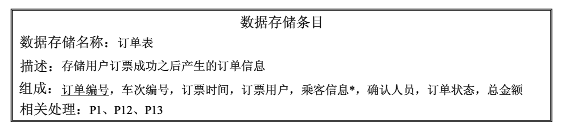 数据存储条目
数据存储名称：订单表
描述：存储用户订票成功之后产生的订单信息
组成：订单编号，车次编号，订票时间，订票用户，乘客信息*，确认人员，订单状态，总金额
相关处理：P1、P12、P13